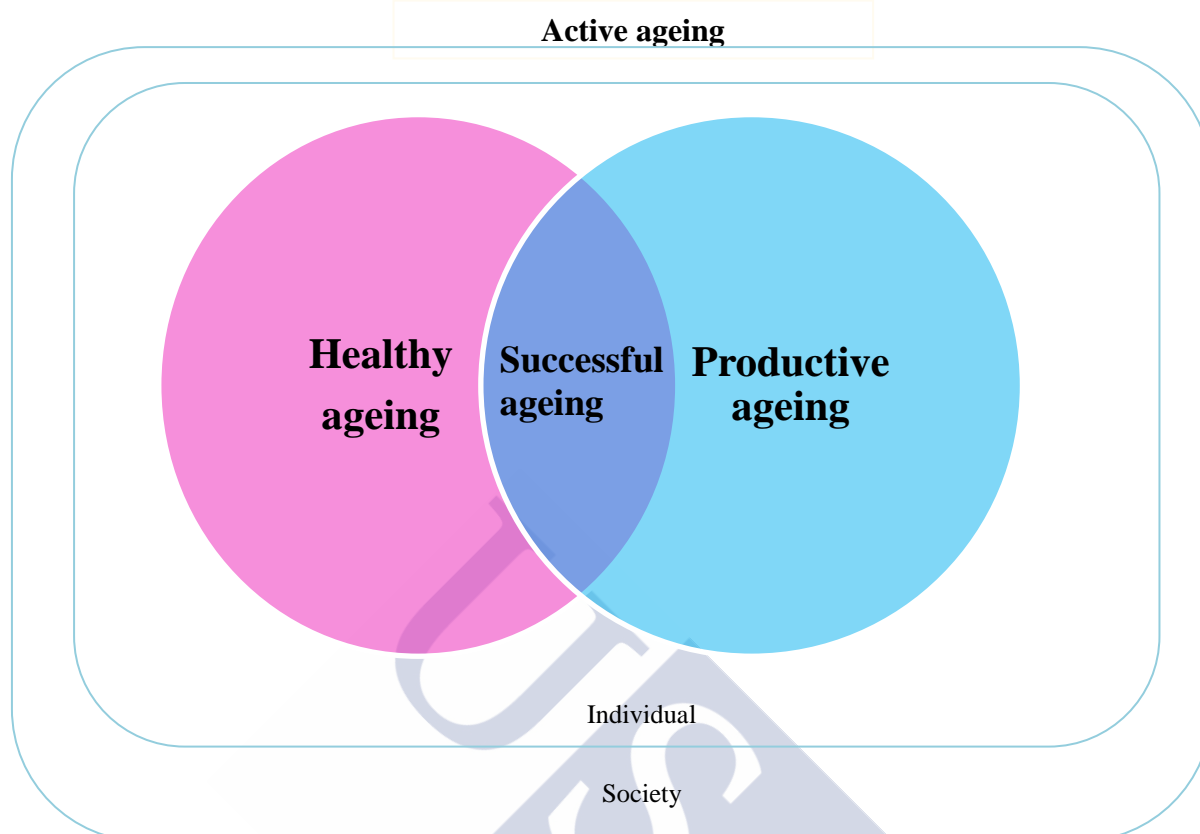 Active ageing
Healthy
ageing
Successful
ageing
Productive
ageing
Individual
Society